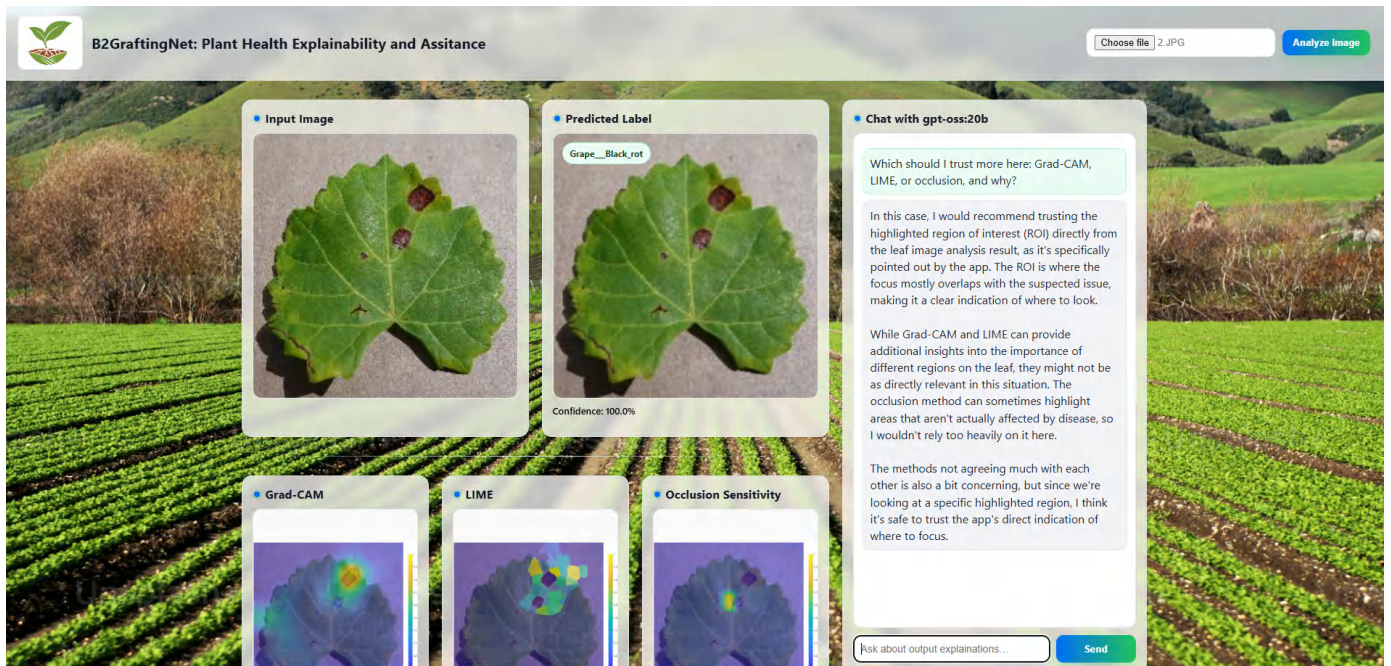 B2GraftingNet: Plant Health Explainability and Assitance
Choose file 2.JPG
Analyze Image
Input Image
Predicted Label
Grape___Black_rot
Confidence: 100.0%
Grad-CAM
LIME
Occlusion Sensitivity
Chat with gpt-oss:20b
Which should I trust more here: Grad-CAM,
LIME, or occlusion, and why?
In this case, I would recommend trusting the
highlighted region of interest (ROI) directly from
the leaf image analysis result, as it's specifically
pointed out by the app. The ROI is where the
focus mostly overlaps with the suspected issue,
making it a clear indication of where to look.
While Grad-CAM and LIME can provide
additional insights into the importance of
different regions on the leaf, they might not be
as directly relevant in this situation. The
occlusion method can sometimes highlight
areas that aren't actually affected by disease, so
I wouldn't rely too heavily on it here.
The methods not agreeing much with each
other is also a bit concerning, but since we're
looking at a specific highlighted region, I think
it's safe to trust the app's direct indication of
where to focus.
Ask about output explainations...
Send